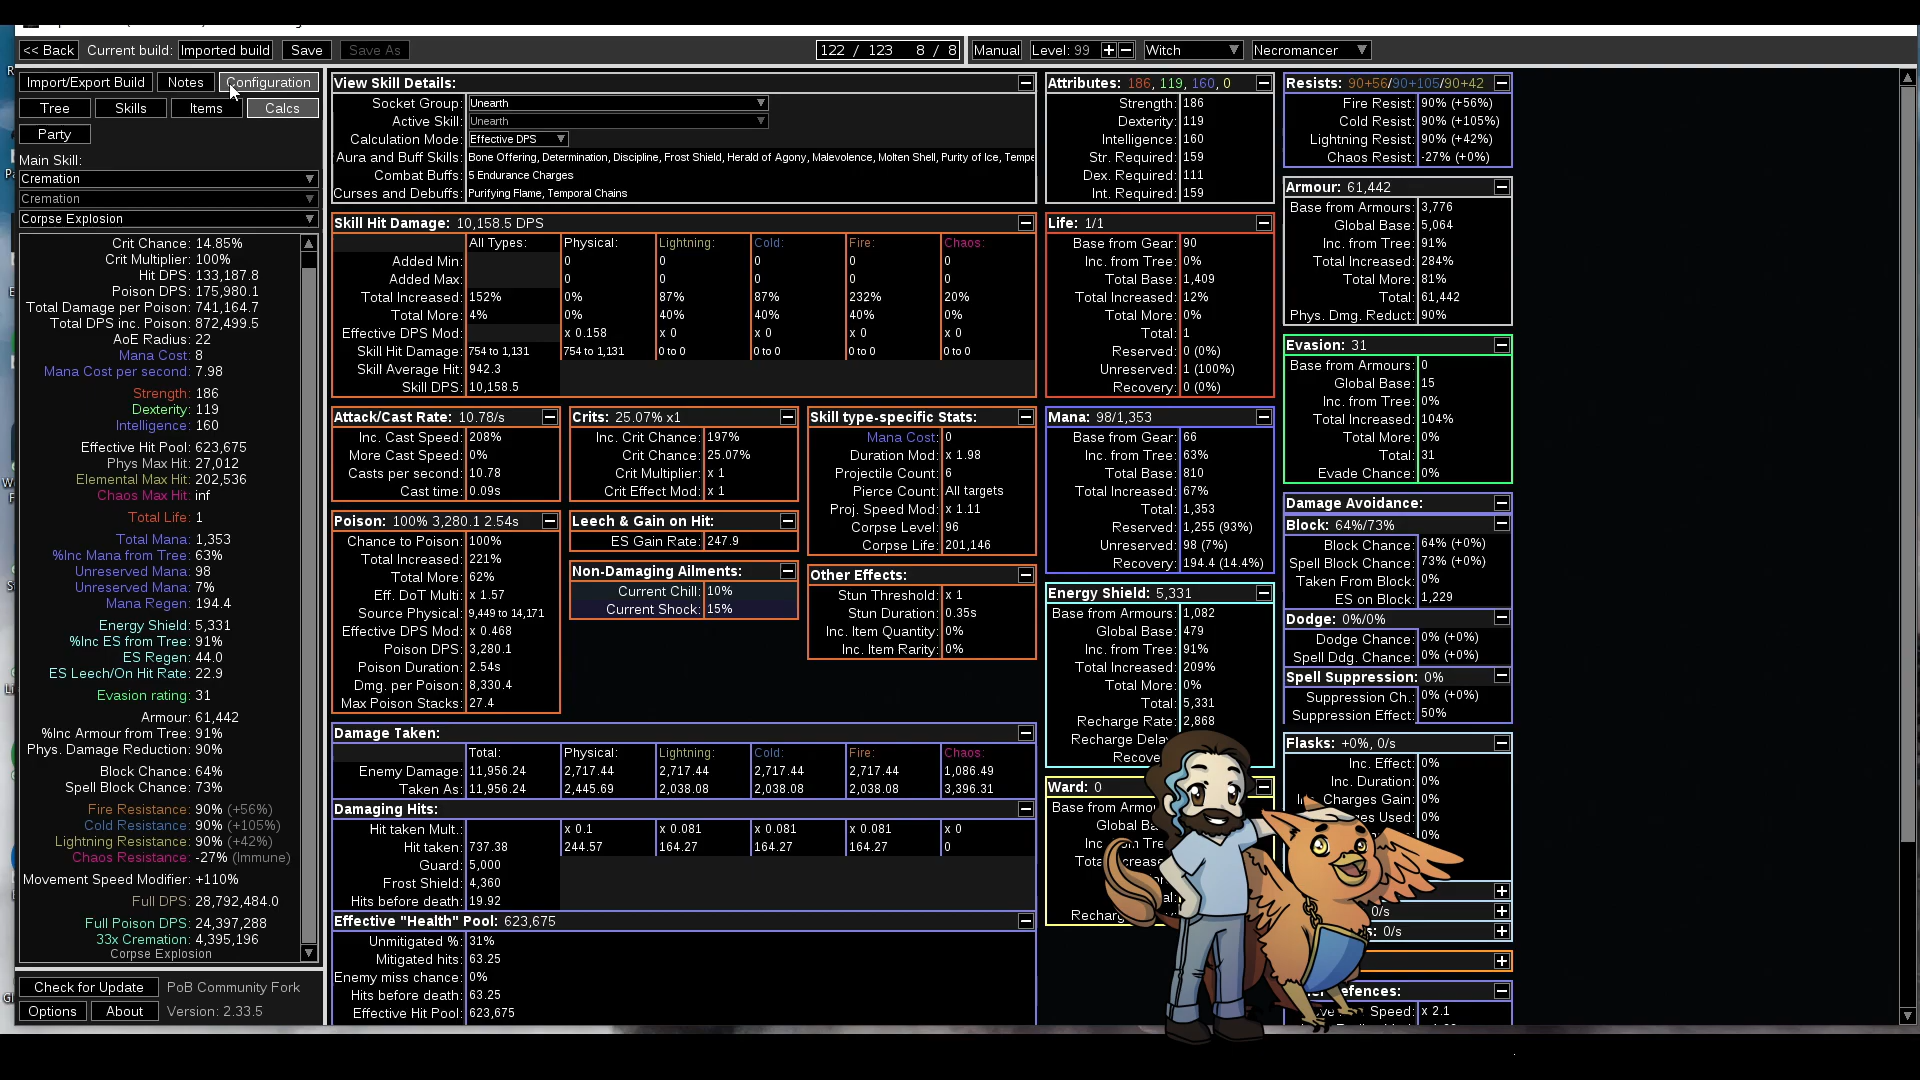 << Back
Current build:
Imported build
Save
Save As
122 / 123   8 / 8
Manual
Level: 99
+
−
Witch
Necromancer
Import/Export Build
Notes
Configuration
Tree
Skills
Items
Calcs
Party
Main Skill:
Cremation
Cremation
Corpse Explosion
Crit Chance: 14.85%
Crit Multiplier: 100%
Hit DPS: 133,187.8
Poison DPS: 175,980.1
Total Damage per Poison: 741,164.7
Total DPS inc. Poison: 872,499.5
AoE Radius: 22
Mana Cost: 8
Mana Cost per second: 7.98
Strength: 186
Dexterity: 119
Intelligence: 160
Effective Hit Pool: 623,675
Phys Max Hit: 27,012
Elemental Max Hit: 202,536
Chaos Max Hit: inf
Total Life: 1
Total Mana: 1,353
%Inc Mana from Tree: 63%
Unreserved Mana: 98
Unreserved Mana: 7%
Mana Regen: 194.4
Energy Shield: 5,331
%Inc ES from Tree: 91%
ES Regen: 44.0
ES Leech/On Hit Rate: 22.9
Evasion rating: 31
Armour: 61,442
%Inc Armour from Tree: 91%
Phys. Damage Reduction: 90%
Block Chance: 64%
Spell Block Chance: 73%
Fire Resistance: 90% (+56%)
Cold Resistance: 90% (+105%)
Lightning Resistance: 90% (+42%)
Chaos Resistance: -27% (Immune)
Movement Speed Modifier: +110%
Full DPS: 28,792,484.0
Full Poison DPS: 24,397,288
33x Cremation: 4,395,196
Corpse Explosion
Check for Update
PoB Community Fork
Options
About
Version: 2.33.5
View Skill Details:
Socket Group: Unearth
Active Skill: Unearth
Calculation Mode: Effective DPS
Aura and Buff Skills: Bone Offering, Determination, Discipline, Frost Shield, Herald of Agony, Malevolence, Molten Shell, Purity of Ice, Tempe
Combat Buffs: 5 Endurance Charges
Curses and Debuffs: Purifying Flame, Temporal Chains
Skill Hit Damage: 10,158.5 DPS
All Types: Physical: Lightning: Cold: Fire: Chaos:
Added Min: 0 0 0 0 0
Added Max: 0 0 0 0 0
Total Increased: 152% 0% 87% 87% 232% 20%
Total More: 4% 0% 40% 40% 40% 0%
Effective DPS Mod: x 0.158 x 0 x 0 x 0 x 0
Skill Hit Damage: 754 to 1,131 754 to 1,131 0 to 0 0 to 0 0 to 0 0 to 0
Skill Average Hit: 942.3
Skill DPS: 10,158.5
Attack/Cast Rate: 10.78/s
Inc. Cast Speed: 208%
More Cast Speed: 0%
Casts per second: 10.78
Cast time: 0.09s
Crits: 25.07% x1
Inc. Crit Chance: 197%
Crit Chance: 25.07%
Crit Multiplier: x 1
Crit Effect Mod: x 1
Skill type-specific Stats:
Mana Cost: 0
Duration Mod: x 1.98
Projectile Count: 6
Pierce Count: All targets
Proj. Speed Mod: x 1.11
Corpse Level: 96
Corpse Life: 201,146
Poison: 100% 3,280.1 2.54s
Chance to Poison: 100%
Total Increased: 221%
Total More: 62%
Eff. DoT Multi: x 1.57
Source Physical: 9,449 to 14,171
Effective DPS Mod: x 0.468
Poison DPS: 3,280.1
Poison Duration: 2.54s
Dmg. per Poison: 8,330.4
Max Poison Stacks: 27.4
Leech & Gain on Hit:
ES Gain Rate: 247.9
Non-Damaging Ailments:
Current Chill: 10%
Current Shock: 15%
Other Effects:
Stun Threshold: x 1
Stun Duration: 0.35s
Inc. Item Quantity: 0%
Inc. Item Rarity: 0%
Damage Taken:
Total: Physical: Lightning: Cold: Fire: Chaos:
Enemy Damage: 11,956.24 2,717.44 2,717.44 2,717.44 2,717.44 1,086.49
Taken As: 11,956.24 2,445.69 2,038.08 2,038.08 2,038.08 3,396.31
Damaging Hits:
Hit taken Mult.: x 0.1 x 0.081 x 0.081 x 0.081 x 0
Hit taken: 737.38 244.57 164.27 164.27 164.27 0
Guard: 5,000
Frost Shield: 4,360
Hits before death: 19.92
Effective "Health" Pool: 623,675
Unmitigated %: 31%
Mitigated hits: 63.25
Enemy miss chance: 0%
Hits before death: 63.25
Effective Hit Pool: 623,675
Attributes: 186, 119, 160, 0
Strength: 186
Dexterity: 119
Intelligence: 160
Str. Required: 159
Dex. Required: 111
Int. Required: 159
Life: 1/1
Base from Gear: 90
Inc. from Tree: 0%
Total Base: 1,409
Total Increased: 12%
Total More: 0%
Total: 1
Reserved: 0 (0%)
Unreserved: 1 (100%)
Recovery: 0 (0%)
Mana: 98/1,353
Base from Gear: 66
Inc. from Tree: 63%
Total Base: 810
Total Increased: 67%
Total: 1,353
Reserved: 1,255 (93%)
Unreserved: 98 (7%)
Recovery: 194.4 (14.4%)
Energy Shield: 5,331
Base from Armours: 1,082
Global Base: 479
Inc. from Tree: 91%
Total Increased: 209%
Total More: 0%
Total: 5,331
Recharge Rate: 2,868
Recharge Dela
Recove
Ward: 0
Base from Armou
Global Ba
Inc
Tota
Rechar
Resists: 90+56/90+105/90+42
Fire Resist: 90% (+56%)
Cold Resist: 90% (+105%)
Lightning Resist: 90% (+42%)
Chaos Resist: -27% (+0%)
Armour: 61,442
Base from Armours: 3,776
Global Base: 5,064
Inc. from Tree: 91%
Total Increased: 284%
Total More: 81%
Total: 61,442
Phys. Dmg. Reduct: 90%
Evasion: 31
Base from Armours: 0
Global Base: 15
Inc. from Tree: 0%
Total Increased: 104%
Total More: 0%
Total: 31
Evade Chance: 0%
Damage Avoidance:
Block: 64%/73%
Block Chance: 64% (+0%)
Spell Block Chance: 73% (+0%)
Taken From Block: 0%
ES on Block: 1,229
Dodge: 0%/0%
Dodge Chance: 0% (+0%)
Spell Ddg. Chance: 0% (+0%)
Spell Suppression: 0%
Suppression Ch.: 0% (+0%)
Suppression Effect: 50%
Flasks: +0%, 0/s
Inc. Effect: 0%
Inc. Duration: 0%
Charges Gain: 0%
ges Used: 0%
0%
0/s
s: 0/s
efences:
Speed: x 2.1